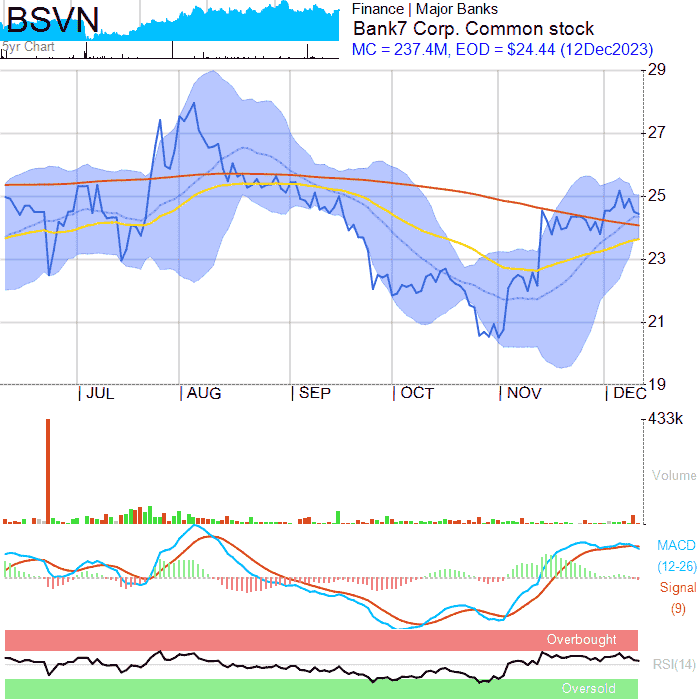 BSVN
5yr Chart
Finance | Major Banks
Bank7 Corp. Common stock
MC = 237.4M, EOD = $24.44 (12Dec2023)
29
27
25
23
21
19
| JUL | AUG | SEP | OCT | NOV | DEC
433k
Volume
MACD
(12-26)
Signal
(9)
Overbought
RSI(14)
Oversold